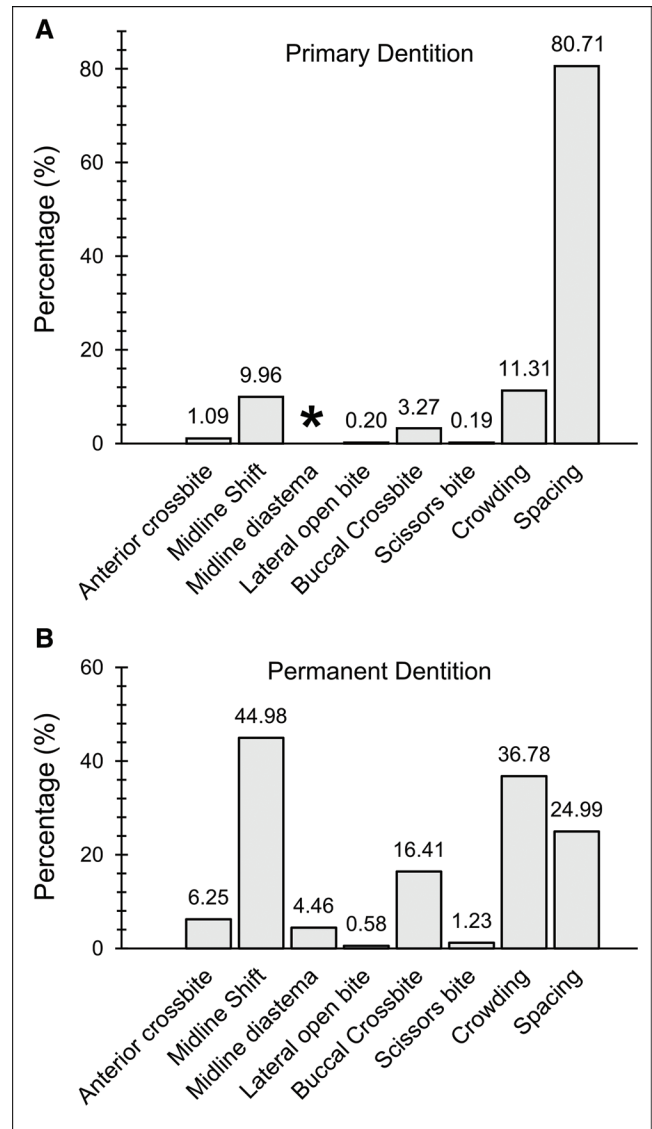 A
Primary Dentition
Percentage (%)
80
60
40
20
0
1.09
9.96
*
0.20
3.27
0.19
11.31
80.71
Anterior crossbite
Midline Shift
Midline diastema
Lateral open bite
Buccal Crossbite
Scissors bite
Crowding
Spacing
B
Permanent Dentition
Percentage (%)
60
40
20
0
6.25
44.98
4.46
0.58
16.41
1.23
36.78
24.99
Anterior crossbite
Midline Shift
Midline diastema
Lateral open bite
Buccal Crossbite
Scissors bite
Crowding
Spacing